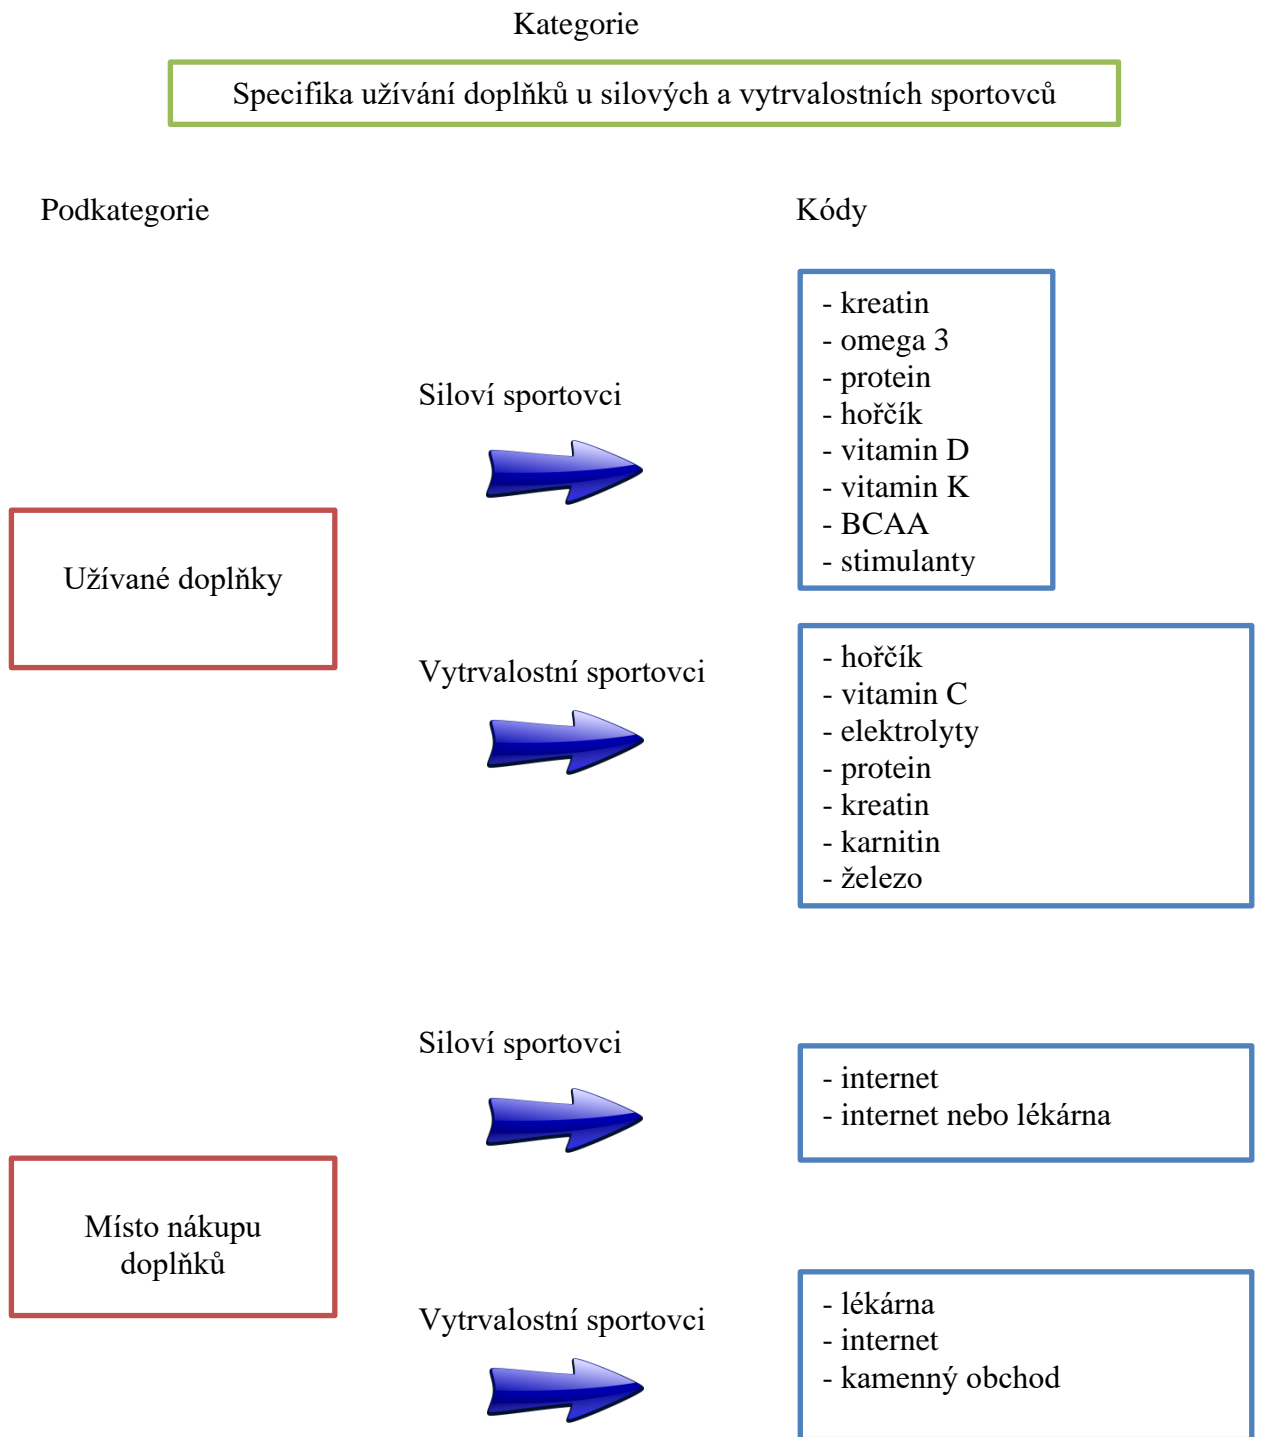 Kategorie
Specifika užívání doplňků u silových a vytrvalostních sportovců
Podkategorie
Kódy
Siloví sportovci
- kreatin
- omega 3
- protein
- hořčík
- vitamin D
- vitamin K
- BCAA
- stimulanty
Užívané doplňky
Vytrvalostní sportovci
- hořčík
- vitamin C
- elektrolyty
- protein
- kreatin
- karnitin
- železo
Siloví sportovci
- internet
- internet nebo lékárna
Místo nákupu
doplňků
Vytrvalostní sportovci
- lékárna
- internet
- kamenný obchod